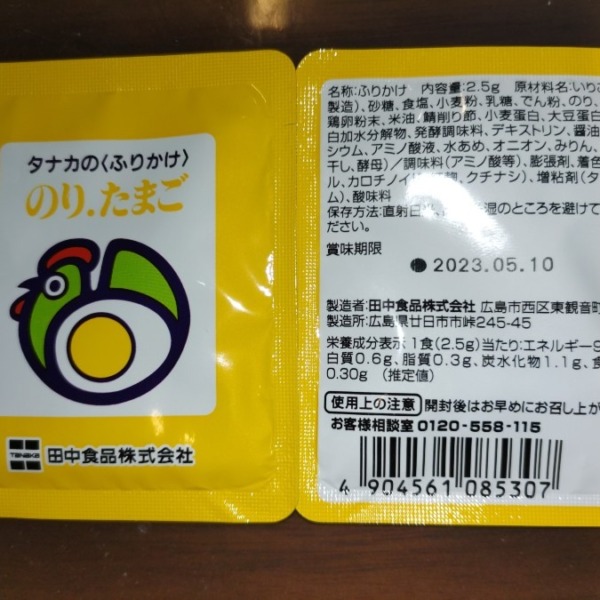 タナカの〈ふりかけ〉
のり.たまご
TANAKA 田中食品株式会社
名称:ふりかけ 内容量:2.5g 原材料名:いりご
製造)、砂糖、食塩、小麦粉、乳糖、でん粉、のり、
鶏卵粉末、米油、鯖削り節、小麦蛋白、大豆蛋白
白加水分解物、発酵調味料、デキストリン、醤油
シウム、アミノ酸液、水あめ、オニオン、みりん、
干し、酵母)／調味料(アミノ酸等)、膨張剤、着色
ル、カロチノイド、 麹、クチナシ)、増粘剤(タ
ム)、酸味料
保存方法:直射日光、 湿のところを避けて
ださい。
賞味期限
●2023.05.10
製造者:田中食品株式会社 広島市西区東観音町
製造所:広島県廿日市市峠245-45
栄養成分表示 1食(2.5g)当たり:エネルギー9
白質0.6g、脂質0.3g、炭水化物1.1g、食
0.30g (推定値)
使用上の注意 開封後はお早めにお召し上が
お客様相談室 0120-558-115
4 904561 085307